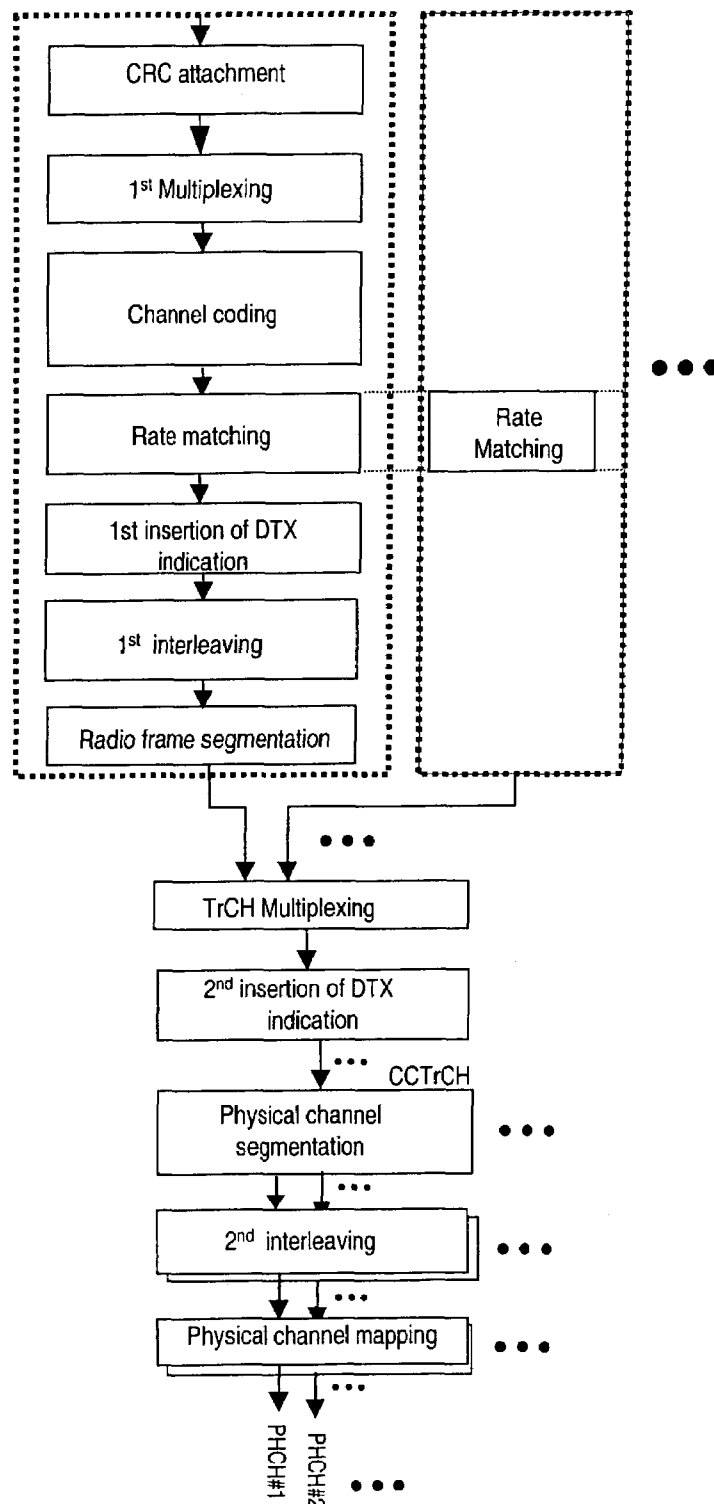 CRC attachment
1st Multiplexing
Channel coding
Rate matching
Rate
Matching
1st insertion of DTX
indication
1st interleaving
Radio frame segmentation
TrCH Multiplexing
2nd insertion of DTX
indication
CCTrCH
Physical channel
segmentation
2nd interleaving
Physical channel mapping
PHCH#1
PHCH#2